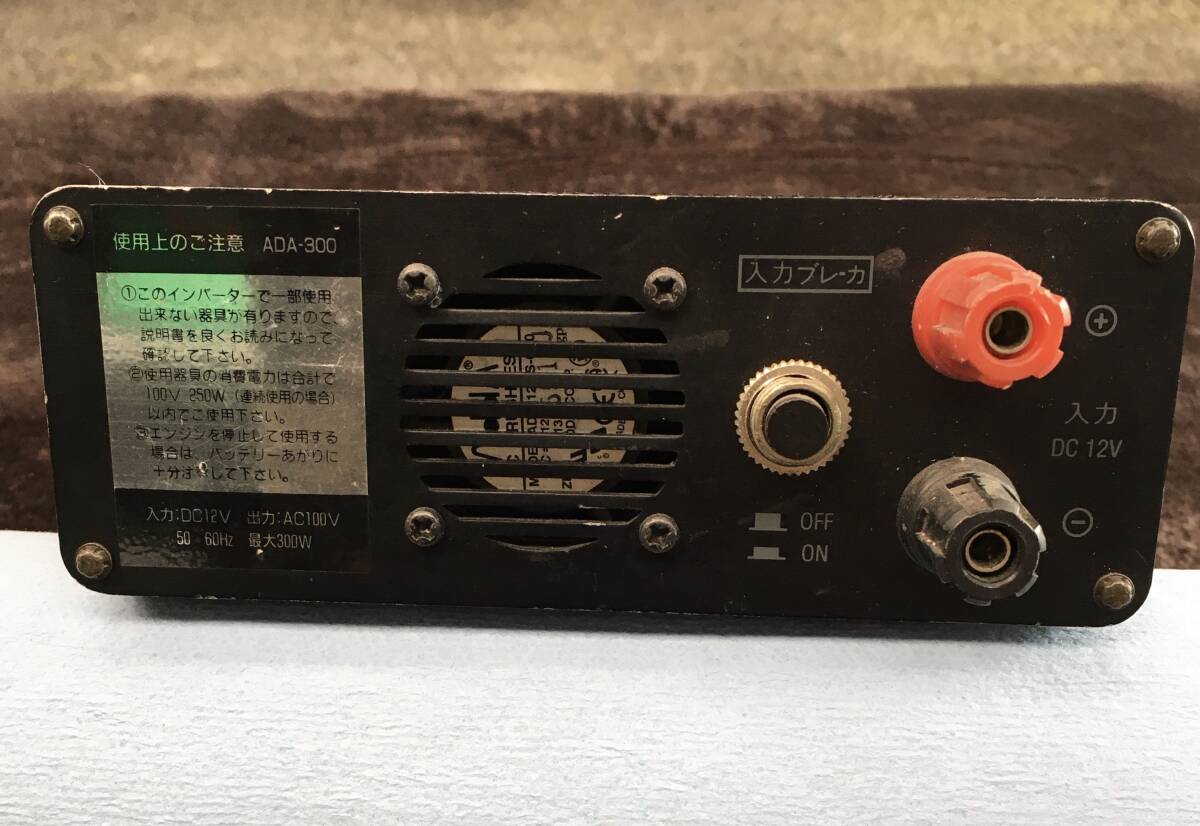 使用上のご注意 ADA-300
①このインバーターで一部使用
出来ない器具が有りますので、
説明書を良くお読みになって
確認して下さい。
②使用器具の消費電力は合計で
100V 250W（連続使用の場合）
以内でご使用下さい。
③エンジンを停止して使用する
場合は、バッテリーあがりに
十分 して下さい。
入力:DC12V 出力:AC100V
50 60Hz 最大300W
入力ブレーカ
OFF
ON
入力
DC 12V